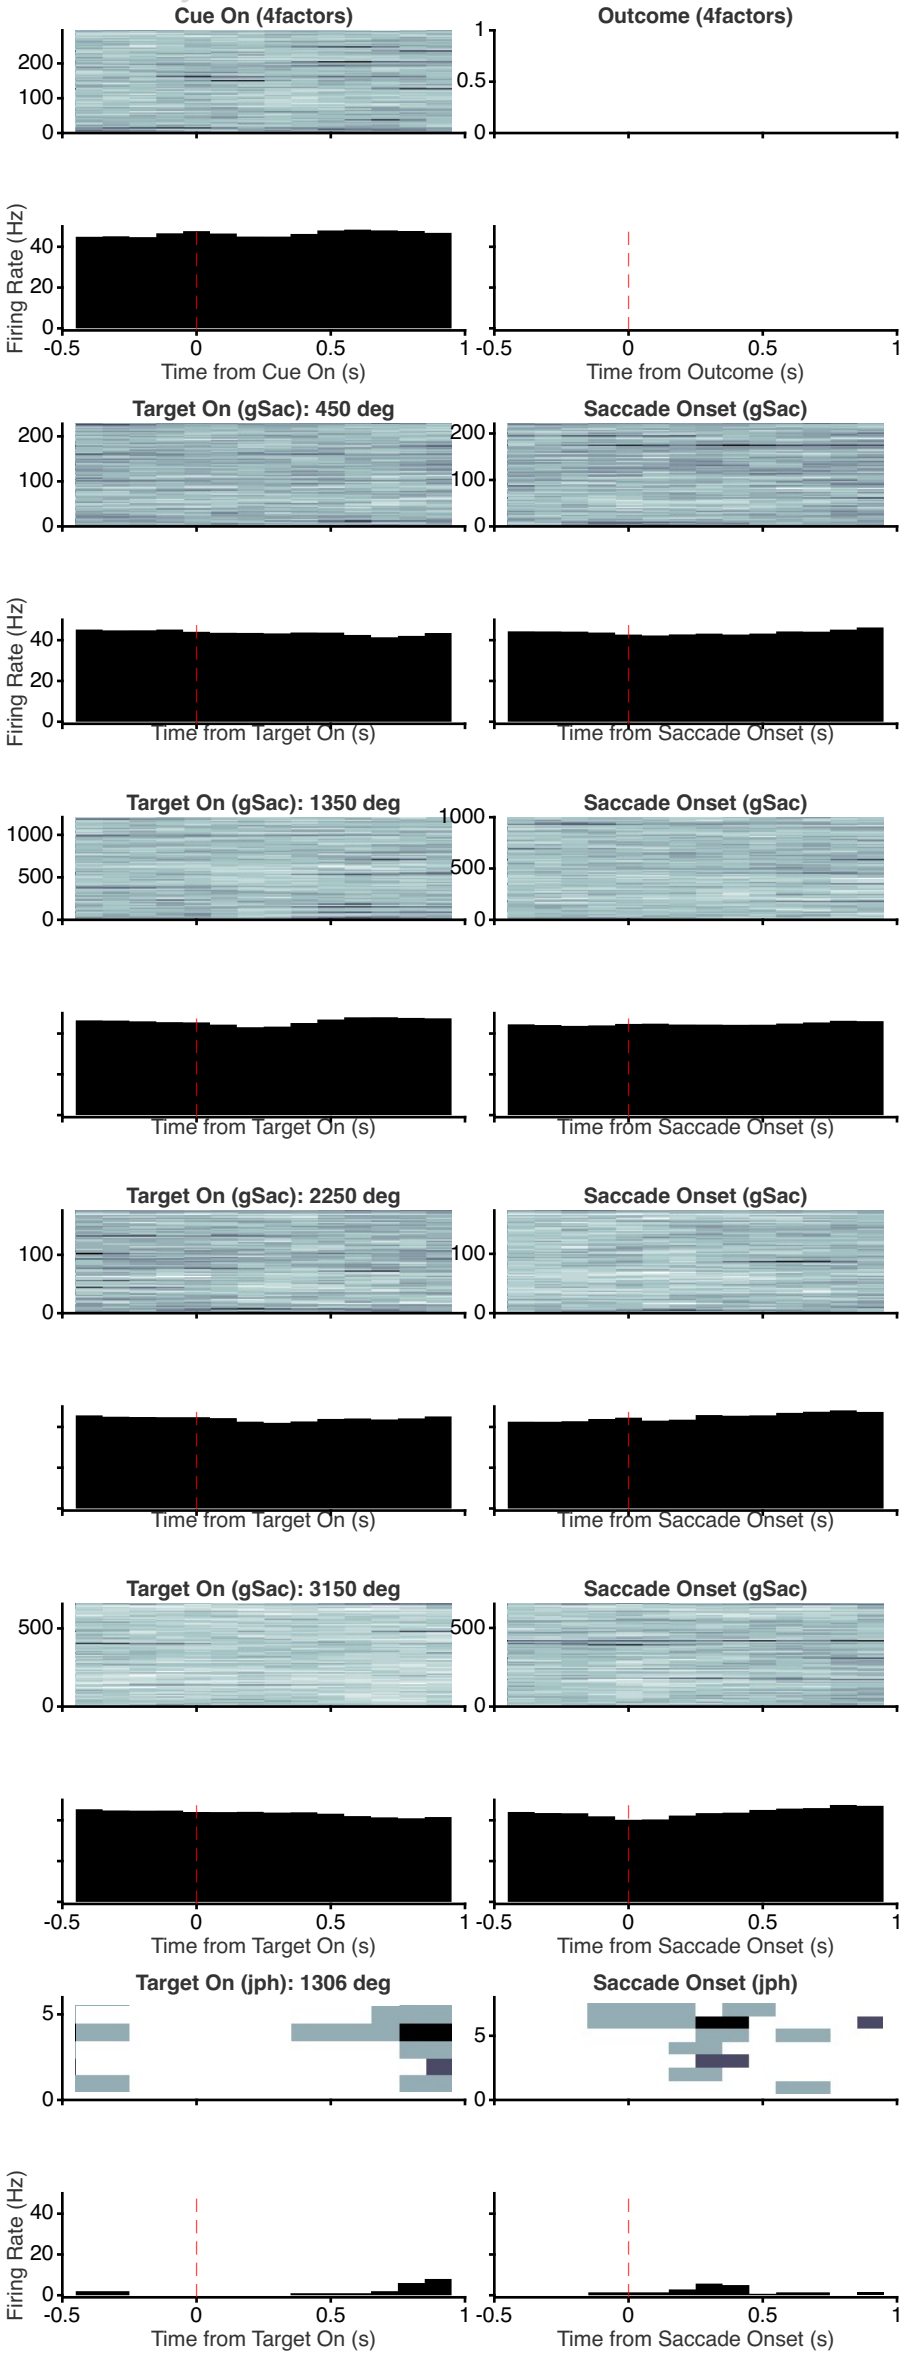 Cue On (4factors)
Outcome (4factors)
200
100
0
1
0.5
0
Firing Rate (Hz)
40
20
0
-0.5 0 0.5 1
Time from Cue On (s)
-0.5 0 0.5 1
Time from Outcome (s)
Target On (gSac): 450 deg
Saccade Onset (gSac)
200
100
0
200
100
0
Firing Rate (Hz)
40
20
0
Time from Target On (s)
Time from Saccade Onset (s)
Target On (gSac): 1350 deg
Saccade Onset (gSac)
1000
500
0
1000
500
0
Time from Target On (s)
Time from Saccade Onset (s)
Target On (gSac): 2250 deg
Saccade Onset (gSac)
100
0
100
0
Time from Target On (s)
Time from Saccade Onset (s)
Target On (gSac): 3150 deg
Saccade Onset (gSac)
500
0
500
0
-0.5 0 0.5 1
Time from Target On (s)
-0.5 0 0.5 1
Time from Saccade Onset (s)
Target On (jph): 1306 deg
Saccade Onset (jph)
5
0
5
0
Firing Rate (Hz)
40
20
0
-0.5 0 0.5 1
Time from Target On (s)
-0.5 0 0.5 1
Time from Saccade Onset (s)